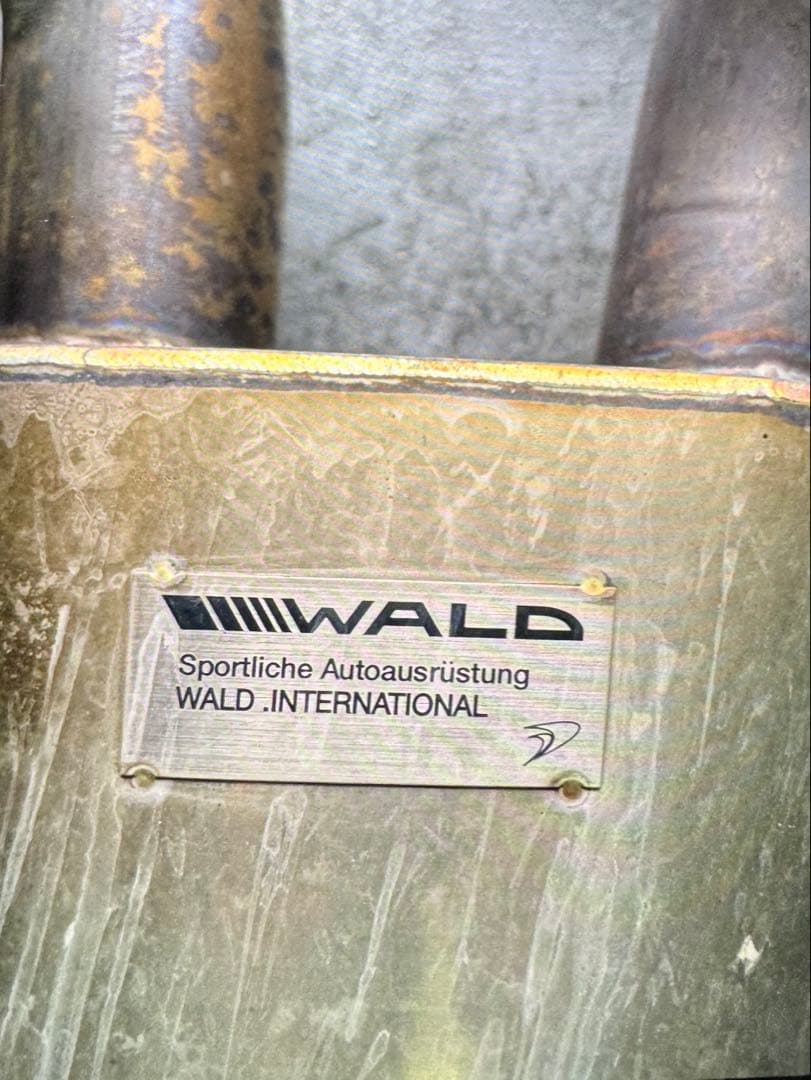 WALD
Sportliche Autoausrüstung
WALD .INTERNATIONAL